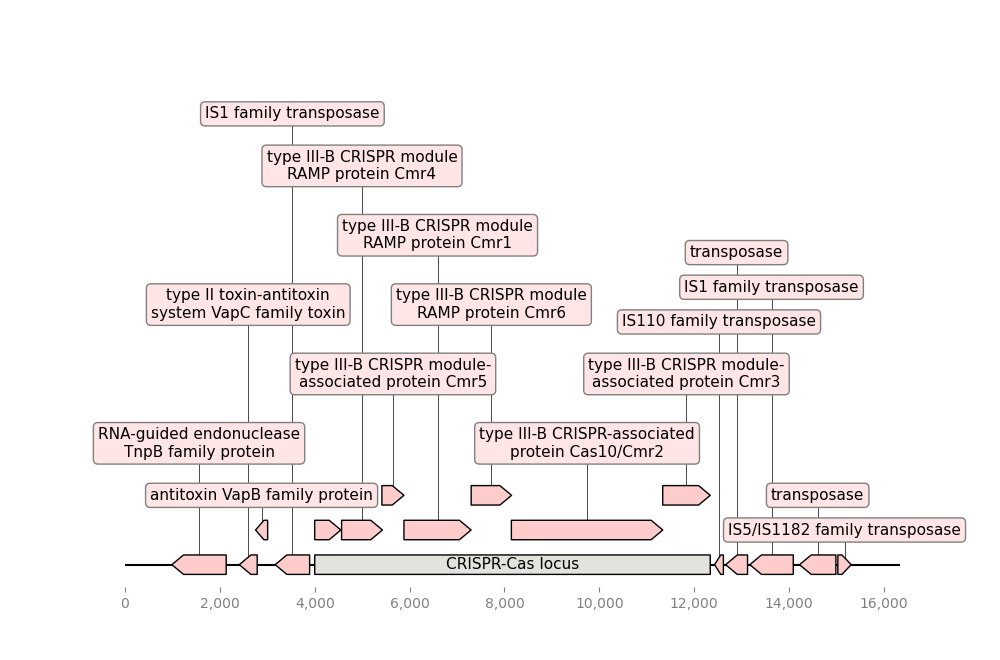 IS1 family transposase
type III-B CRISPR module
RAMP protein Cmr4
type III-B CRISPR module
RAMP protein Cmr1
transposase
IS1 family transposase
type II toxin-antitoxin
system VapC family toxin
type III-B CRISPR module
RAMP protein Cmr6
IS110 family transposase
type III-B CRISPR module-
associated protein Cmr5
type III-B CRISPR module-
associated protein Cmr3
RNA-guided endonuclease
TnpB family protein
type III-B CRISPR-associated
protein Cas10/Cmr2
antitoxin VapB family protein
transposase
IS5/IS1182 family transposase
CRISPR-Cas locus
0 2,000 4,000 6,000 8,000 10,000 12,000 14,000 16,000